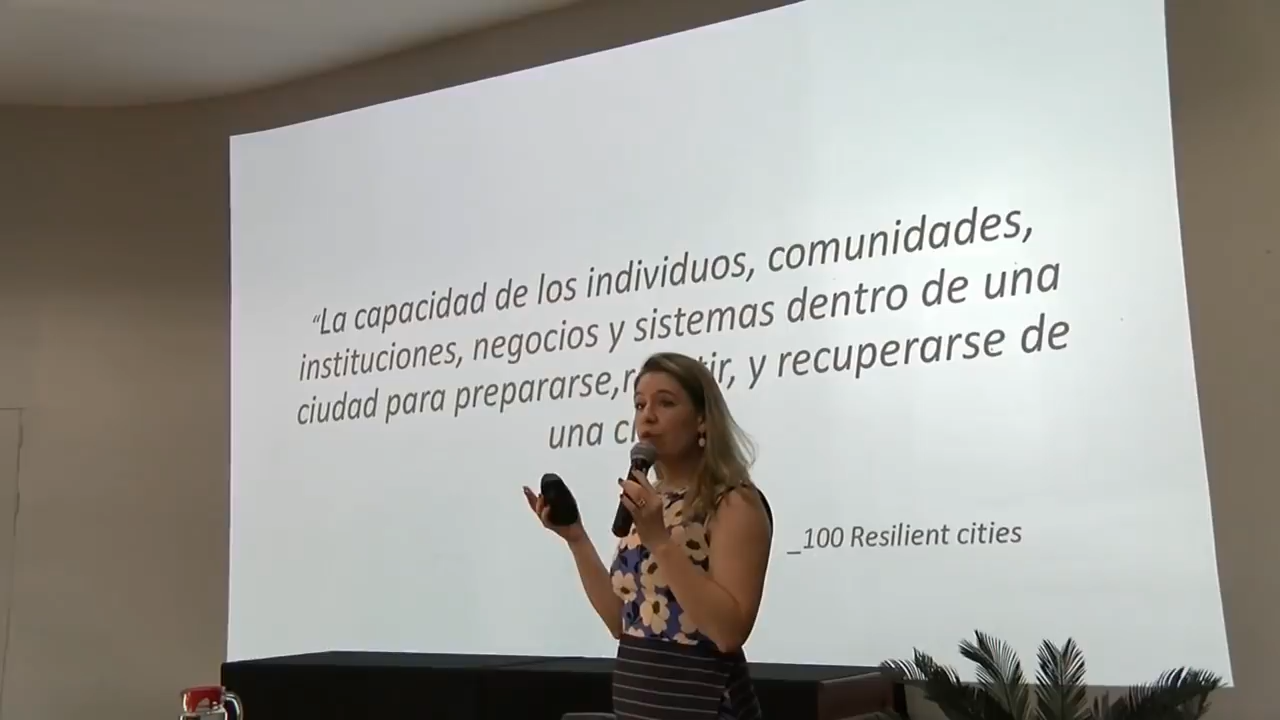 “La capacidad de los individuos, comunidades,
instituciones, negocios y sistemas dentro de una
ciudad para prepararse, y recuperarse de
una
_100 Resilient cities